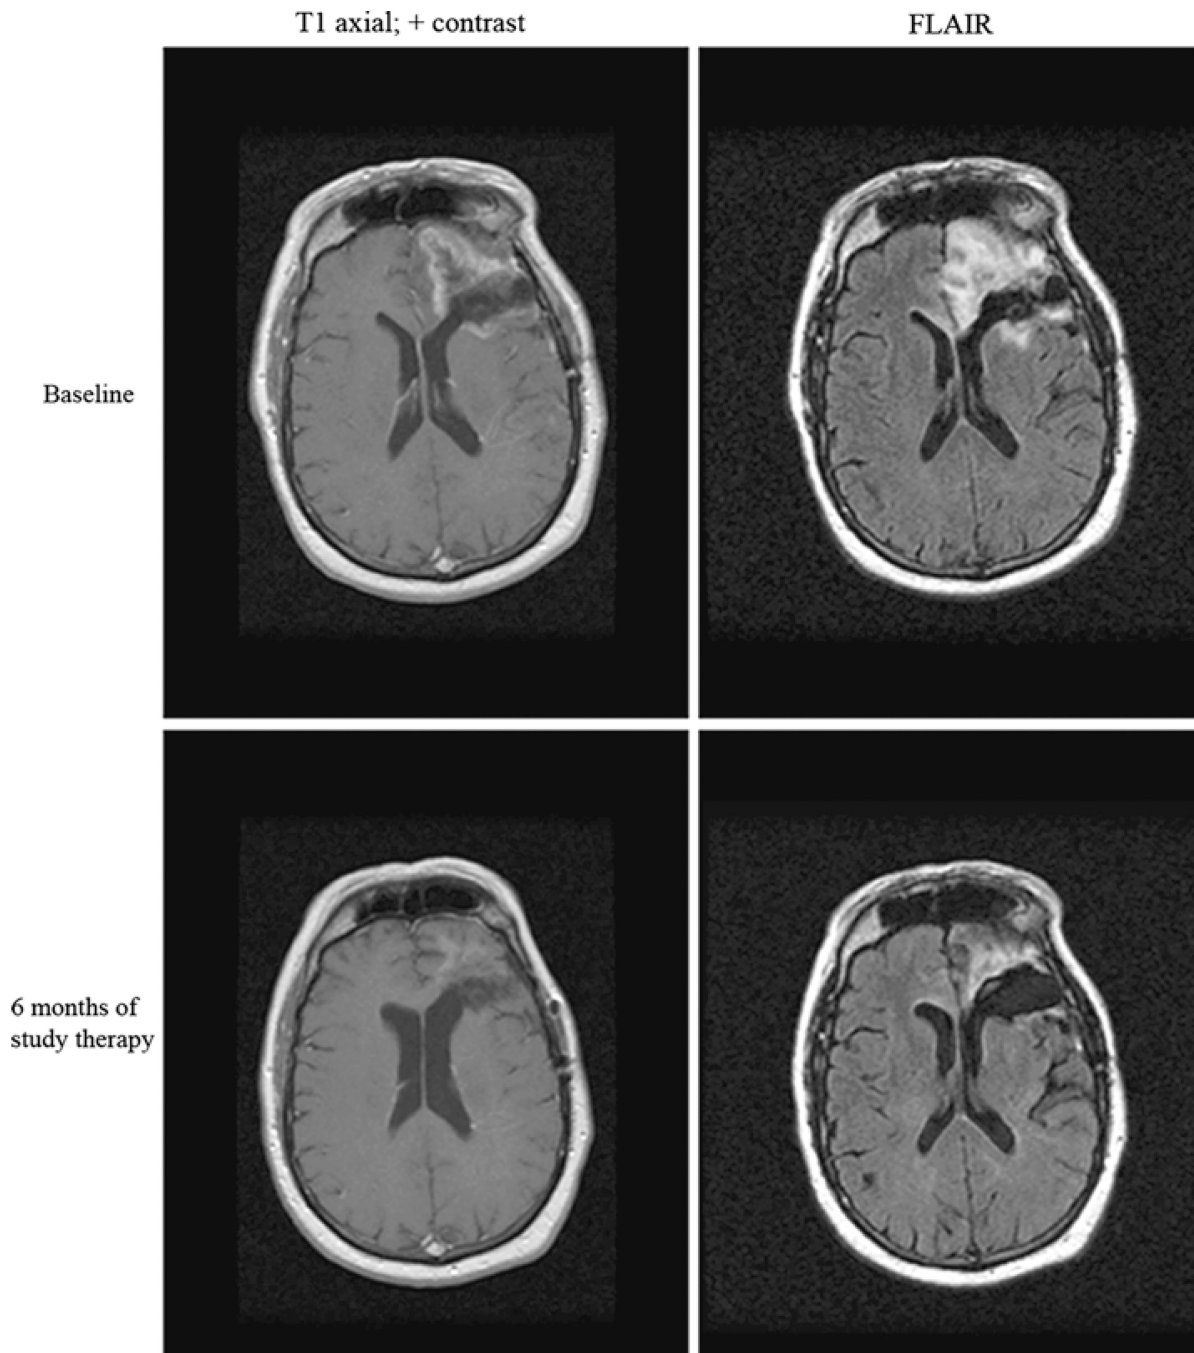 T1 axial; + contrast
FLAIR
Baseline
6 months of
study therapy